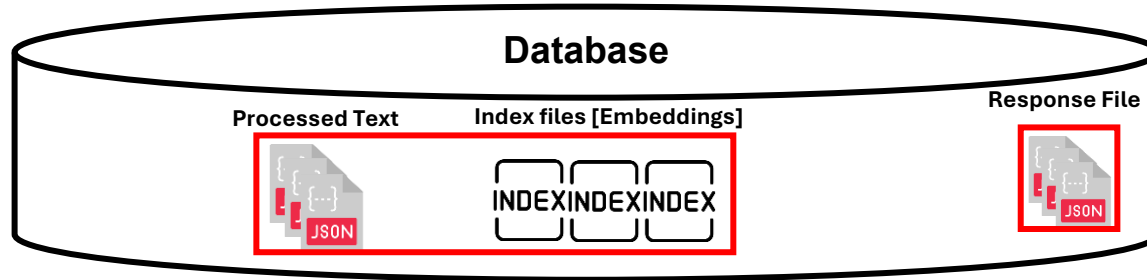 Database
Processed Text
Index files [Embeddings]
Response File
{...}
JSON
INDEX INDEX INDEX
{...}
JSON